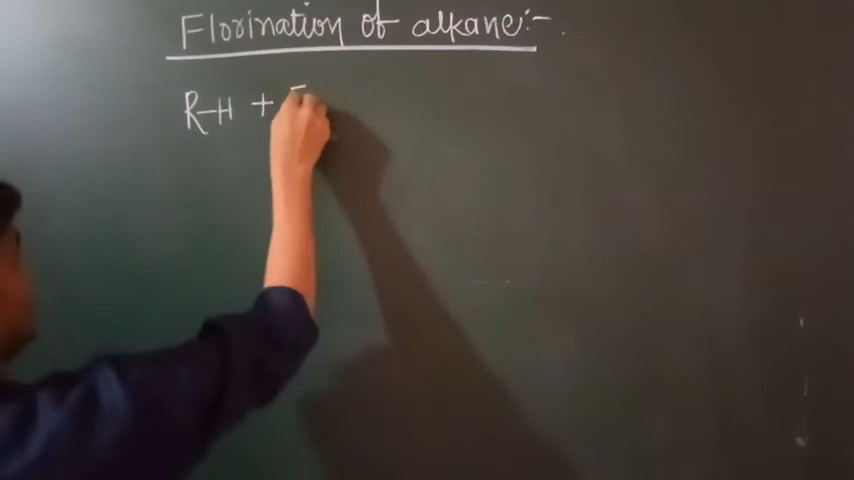 Florination of alkane:-
R-H +